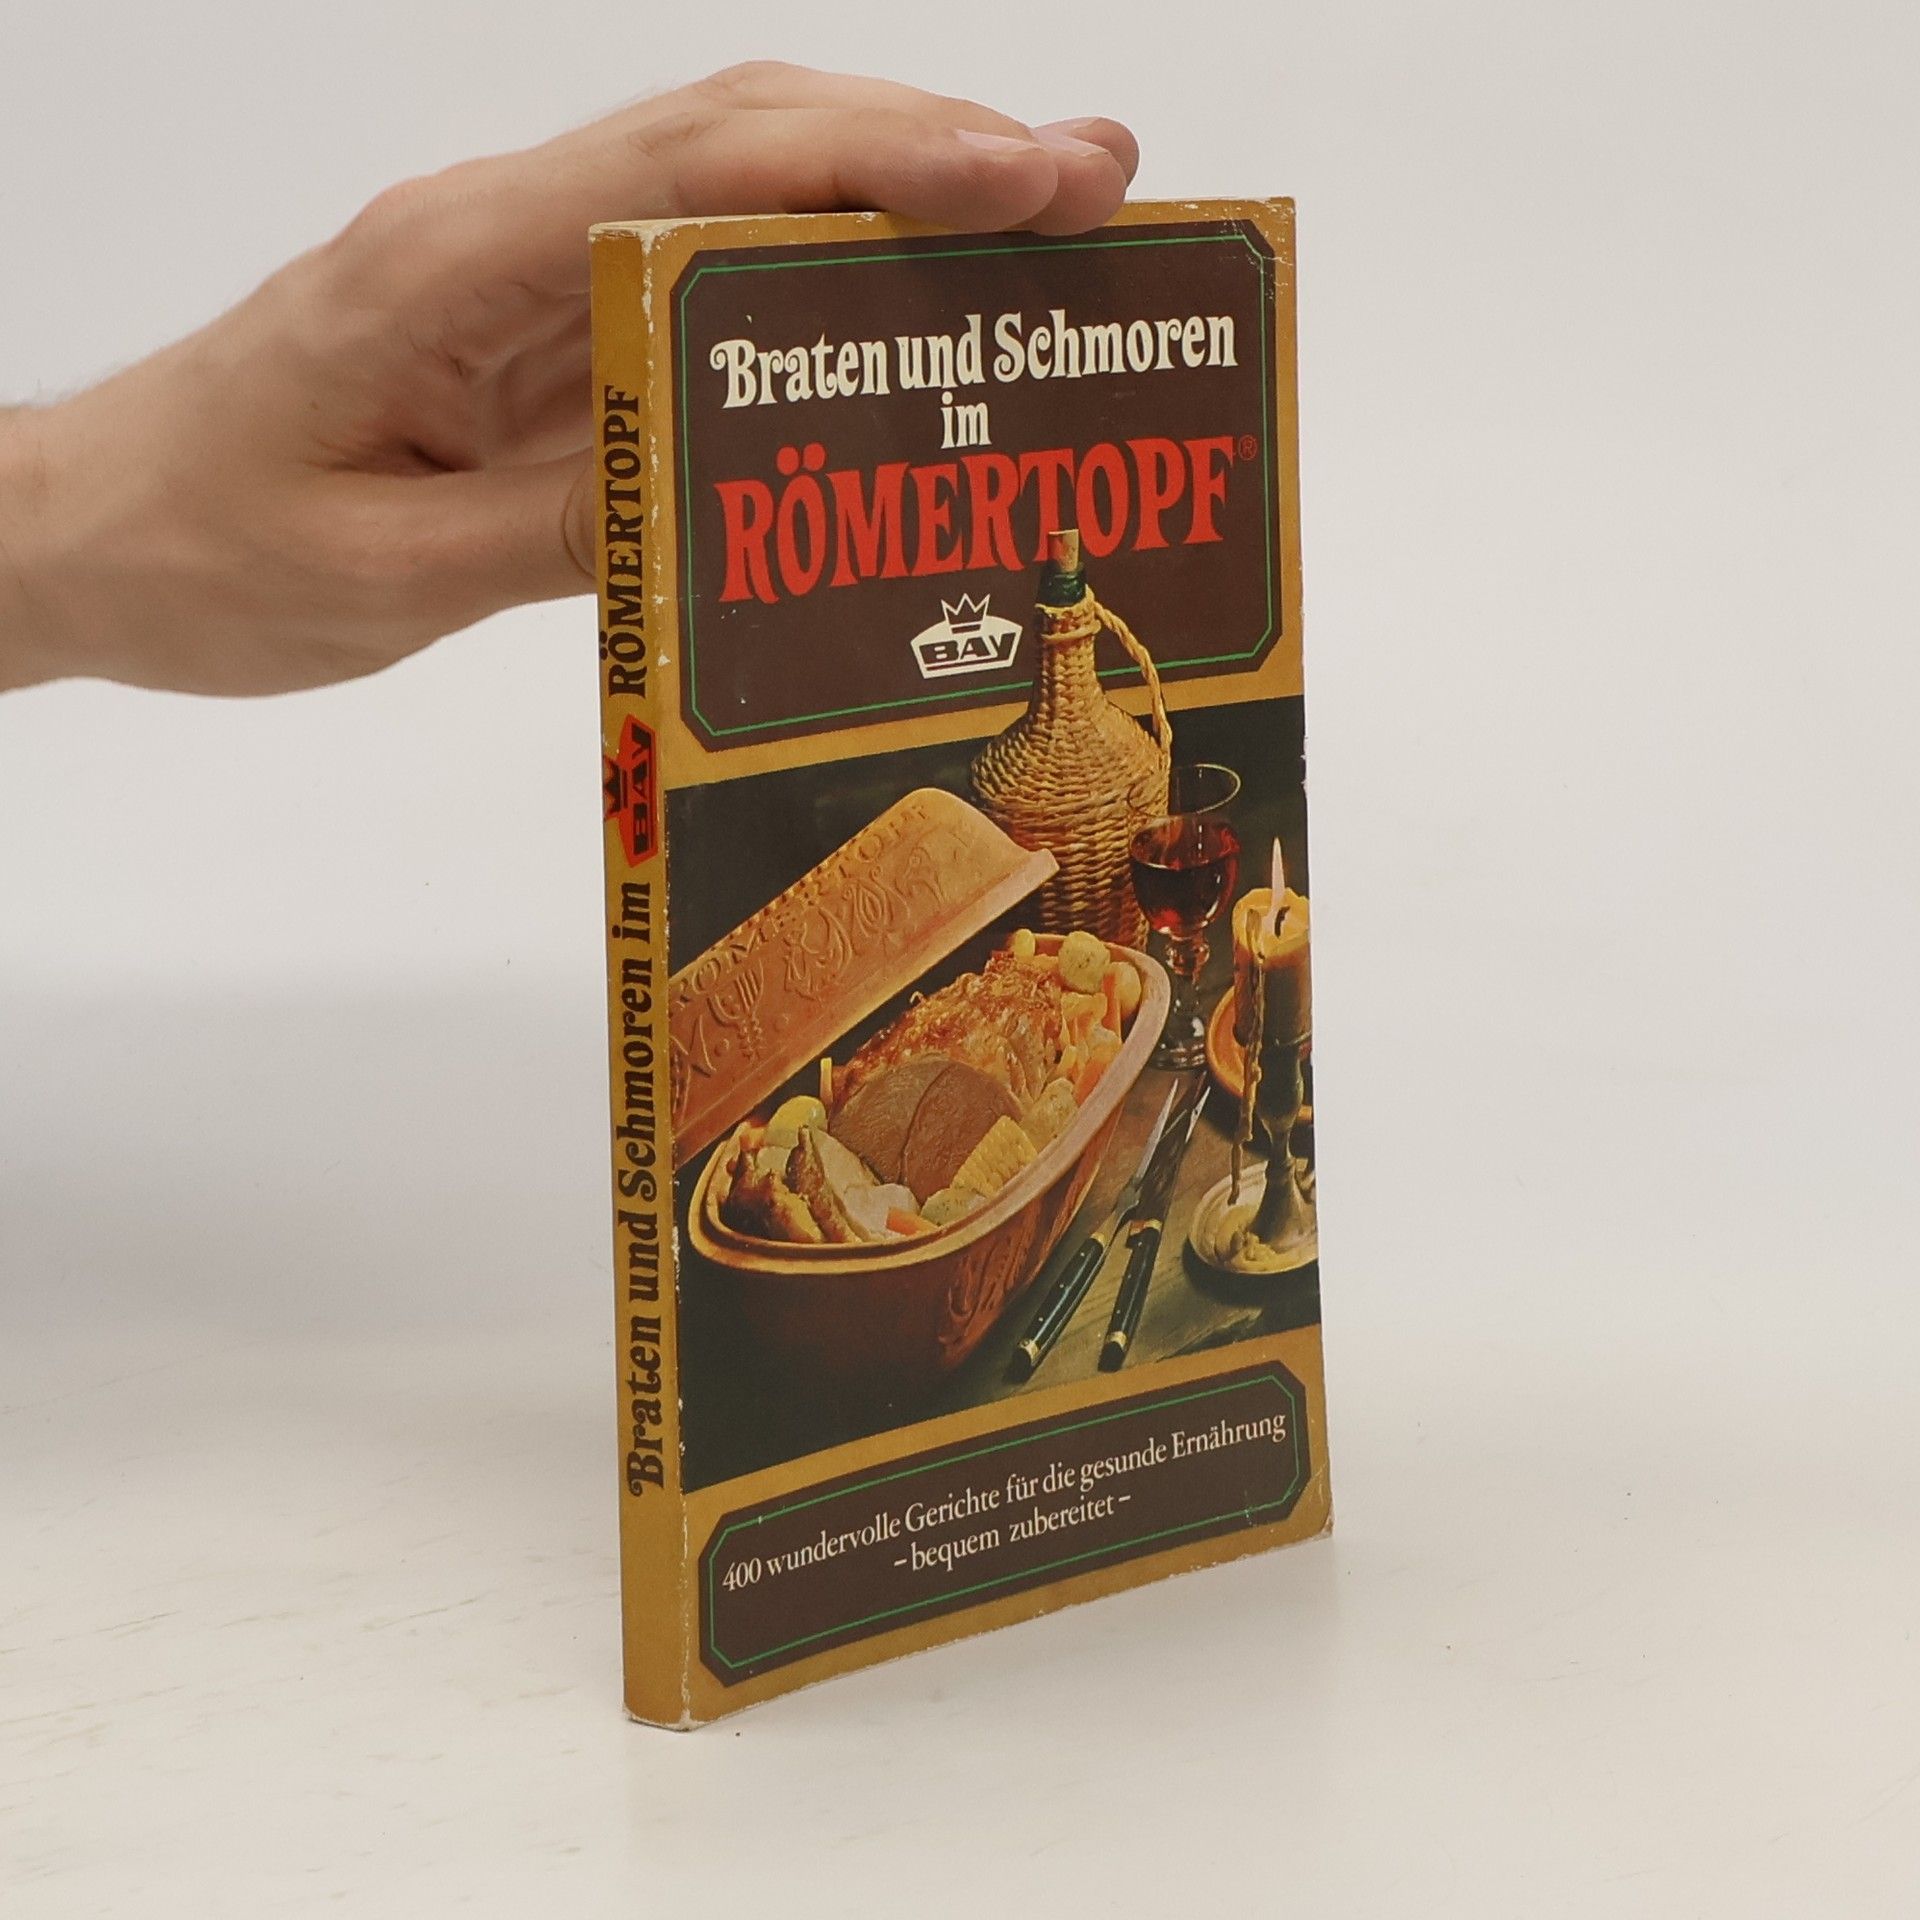 Braten und Schmoren
im
RÖMERTOPF®
BAY
RÖMERTOPF
400 wundervolle Gerichte für die gesunde Ernährung
- bequem zubereitet -
Braten und Schmoren im BAY RÖMERTOPF